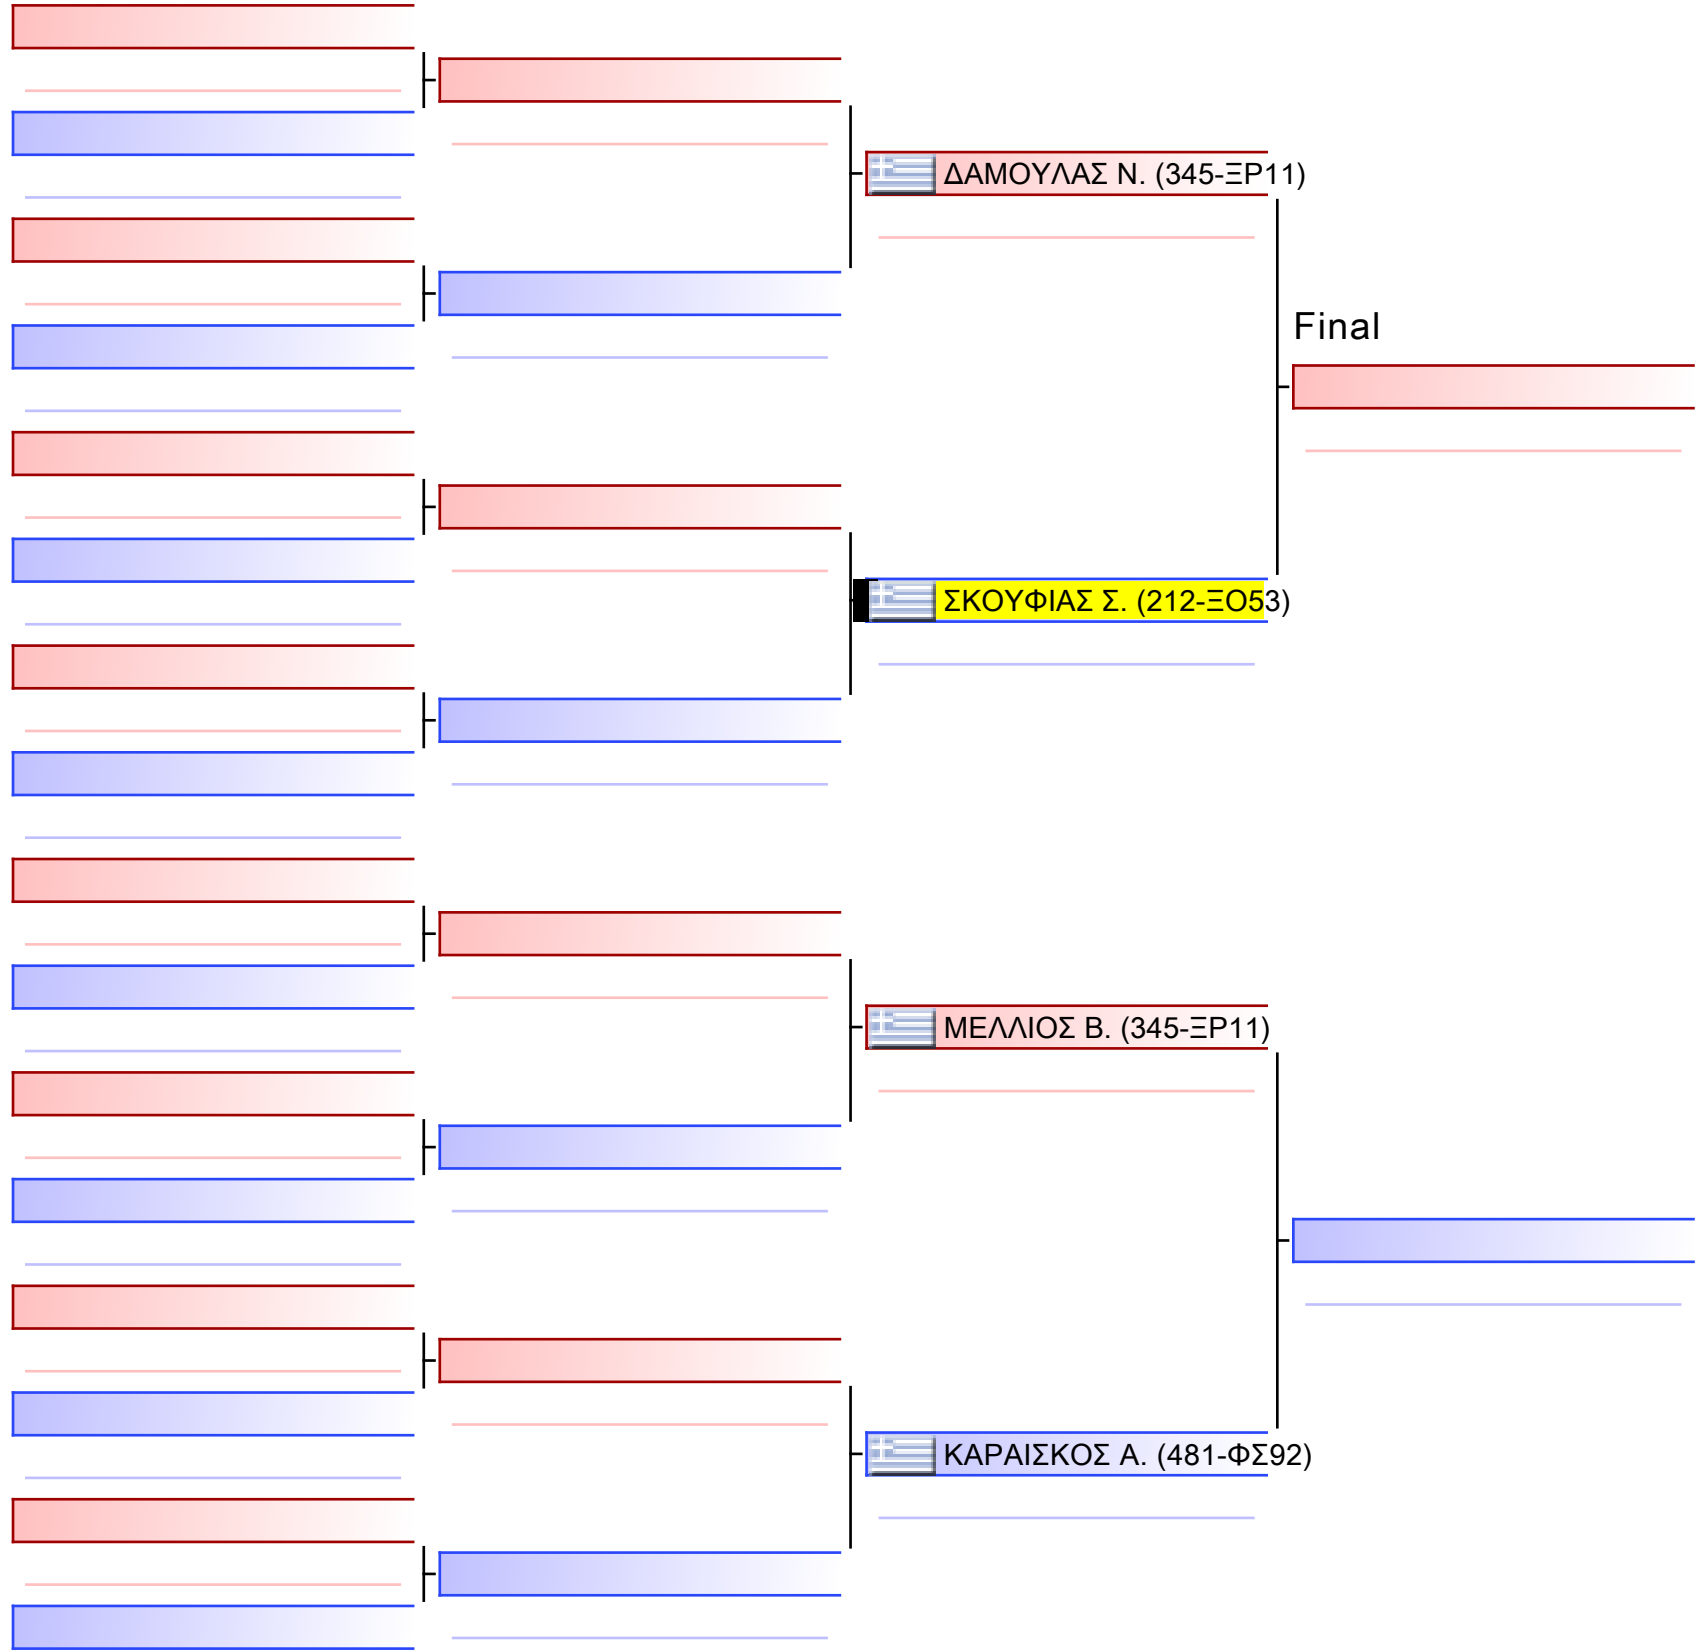 ΔΑΜΟΥΛΑΣ Ν. (345-ΞΡ11)
Final
ΣΚΟΥΦΙΑΣ Σ. (212-ΞΟ53)
ΜΕΛΛΙΟΣ Β. (345-ΞΡ11)
ΚΑΡΑΙΣΚΟΣ Α. (481-ΦΣ92)